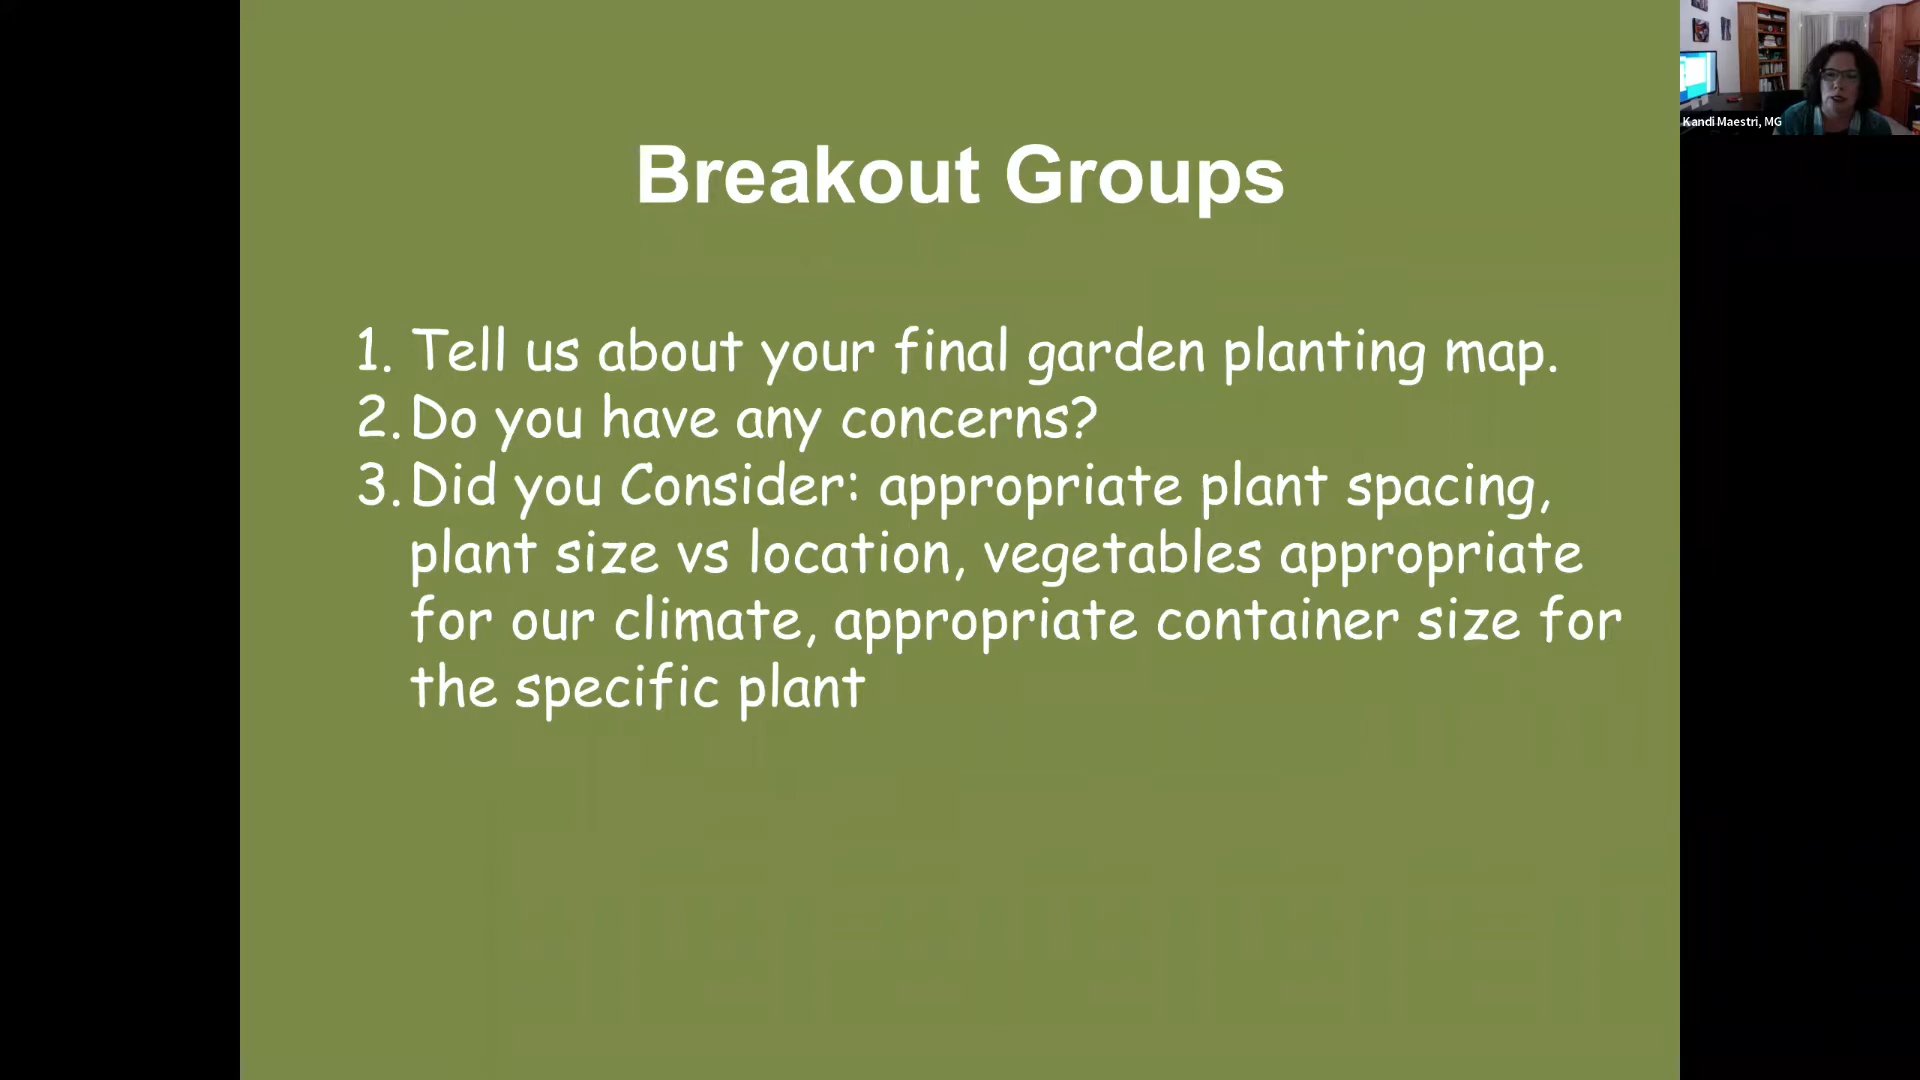 Breakout Groups
1. Tell us about your final garden planting map.
2. Do you have any concerns?
3. Did you Consider: appropriate plant spacing,
plant size vs location, vegetables appropriate
for our climate, appropriate container size for
the specific plant
Kandi Maestri, MG